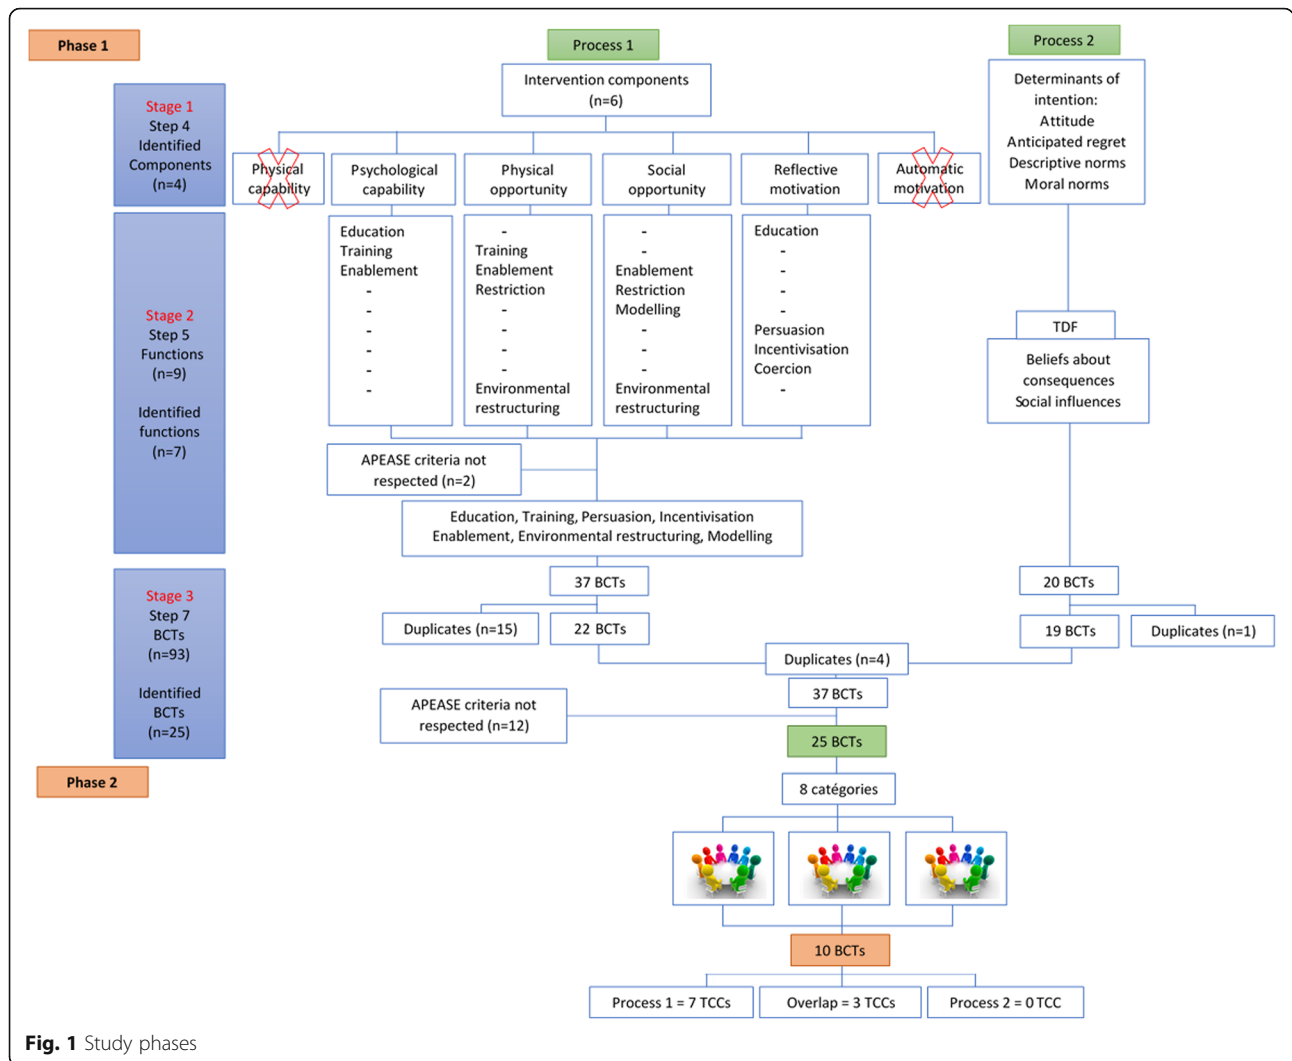 Phase 1
Process 1
Process 2
Intervention components
(n=6)
Determinants of
intention:
Attitude
Anticipated regret
Descriptive norms
Moral norms
Stage 1
Step 4
Identified
Components
(n=4)
Physical
capability
Psychological
capability
Physical
opportunity
Social
opportunity
Reflective
motivation
Automatic
motivation
Stage 2
Step 5
Functions
(n=9)
Identified
functions
(n=7)
Education
Training
Enablement
-
-
-
-
-
-
-
Training
Enablement
Restriction
-
-
-
-
Environmental
restructuring
-
-
Enablement
Restriction
Modelling
-
-
-
Environmental
restructuring
Education
-
-
-
-
Persuasion
Incentivisation
Coercion
-
TDF
Beliefs about
consequences
Social influences
APEASE criteria not
respected (n=2)
Education, Training, Persuasion, Incentivisation
Enablement, Environmental restructuring, Modelling
Stage 3
Step 7
BCTs
(n=93)
Identified
BCTs
(n=25)
37 BCTs
20 BCTs
Duplicates (n=15)
22 BCTs
19 BCTs
Duplicates (n=1)
Duplicates (n=4)
37 BCTs
APEASE criteria not
respected (n=12)
25 BCTs
Phase 2
8 catégories
10 BCTs
Process 1 = 7 TCCs
Overlap = 3 TCCs
Process 2 = 0 TCC
Fig. 1 Study phases